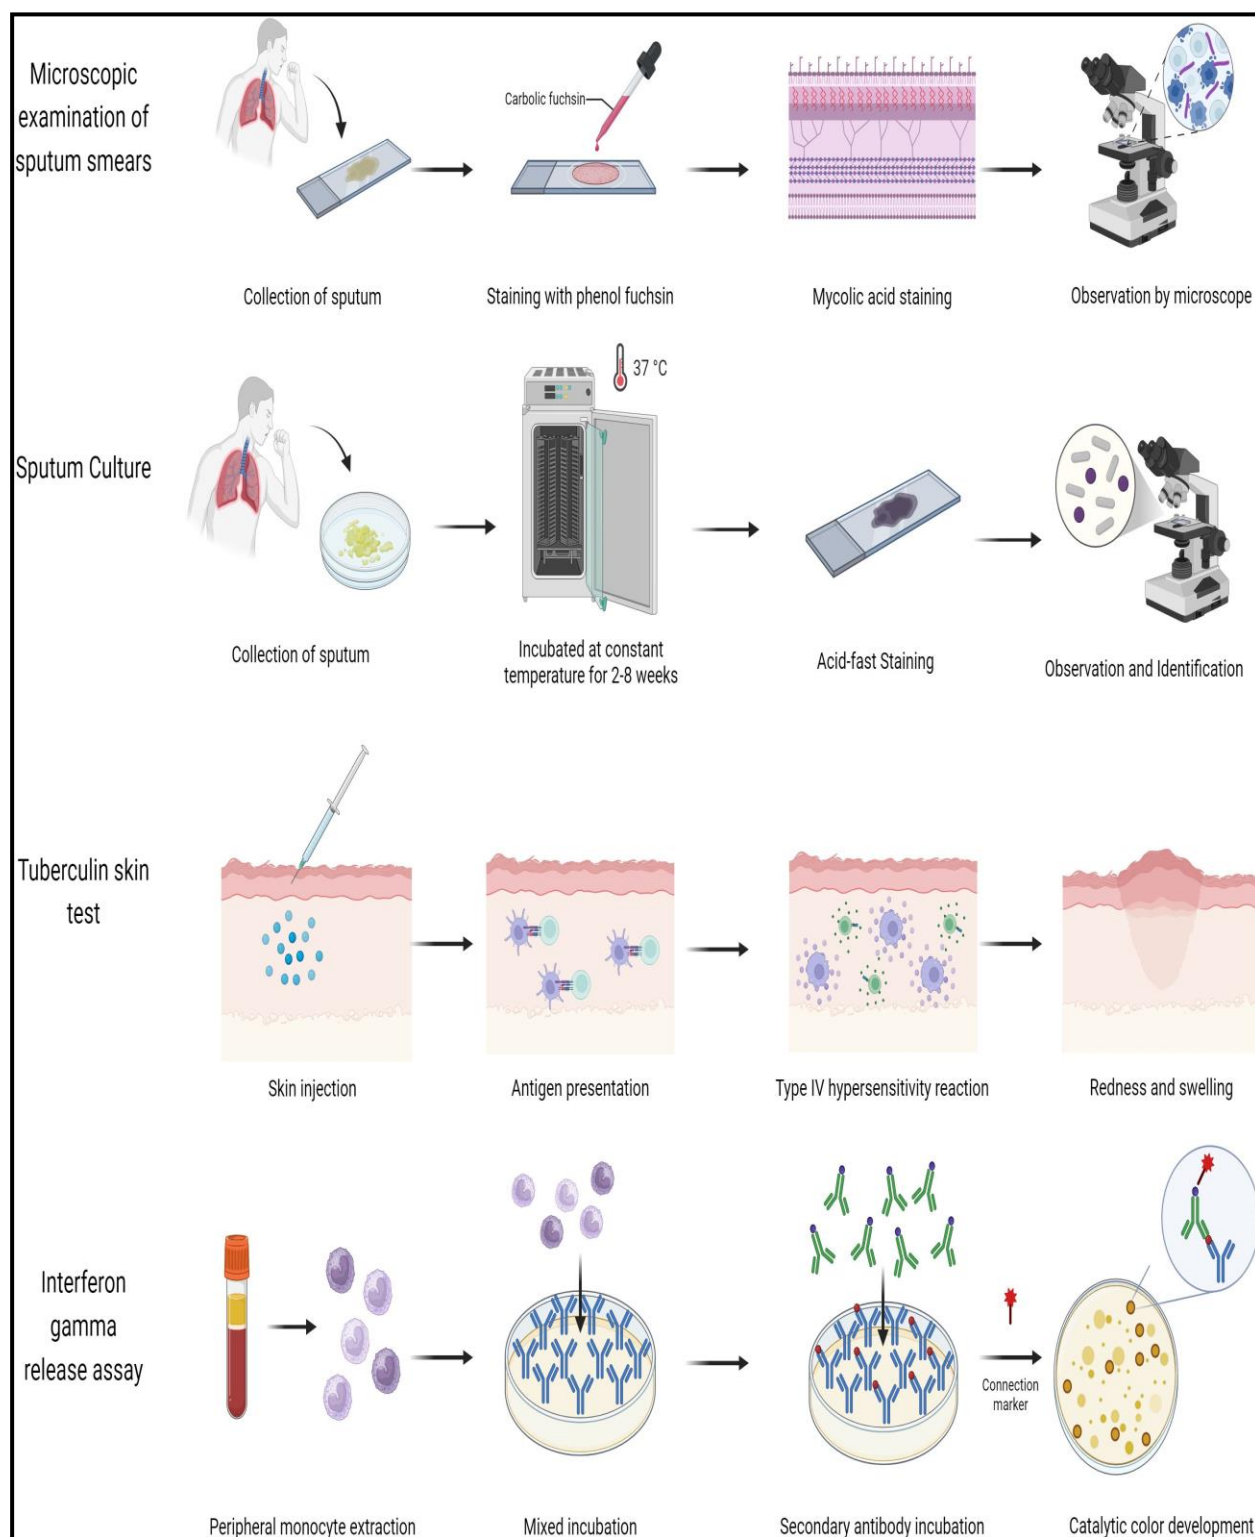 Microscopic
examination of
sputum smears
Carbolic fuchsin
Collection of sputum
Staining with phenol fuchsin
Mycolic acid staining
Observation by microscope
Sputum Culture
37 °C
Collection of sputum
Incubated at constant
temperature for 2-8 weeks
Acid-fast Staining
Observation and Identification
Tuberculin skin
test
Skin injection
Antigen presentation
Type IV hypersensitivity reaction
Redness and swelling
Interferon
gamma
release assay
Connection
marker
Peripheral monocyte extraction
Mixed incubation
Secondary antibody incubation
Catalytic color development